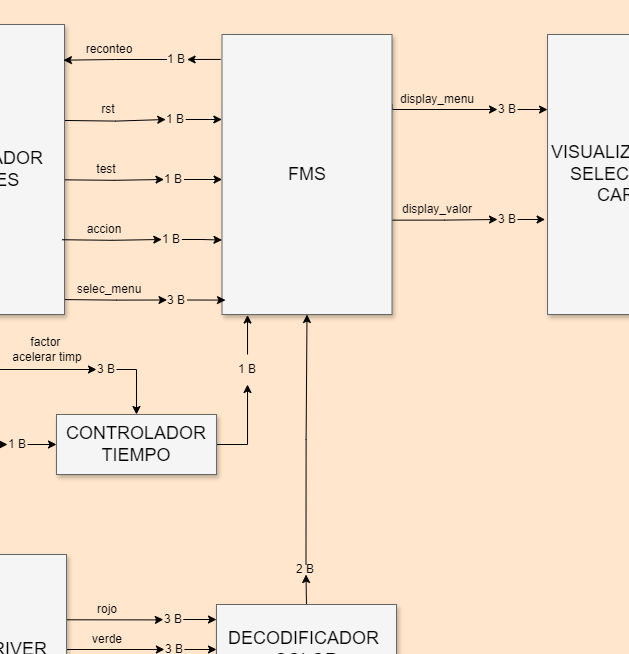 reconteo
1 B
rst
1 B
test
1 B
accion
1 B
selec_menu
3 B
FMS
display_menu
3 B
display_valor
3 B
VISUALIZ
SELEC
CAR
ADOR
ES
factor
acelerar timp
3 B
1 B
1 B
CONTROLADOR
TIEMPO
2 B
rojo
3 B
verde
3 B
RIVER
DECODIFICADOR